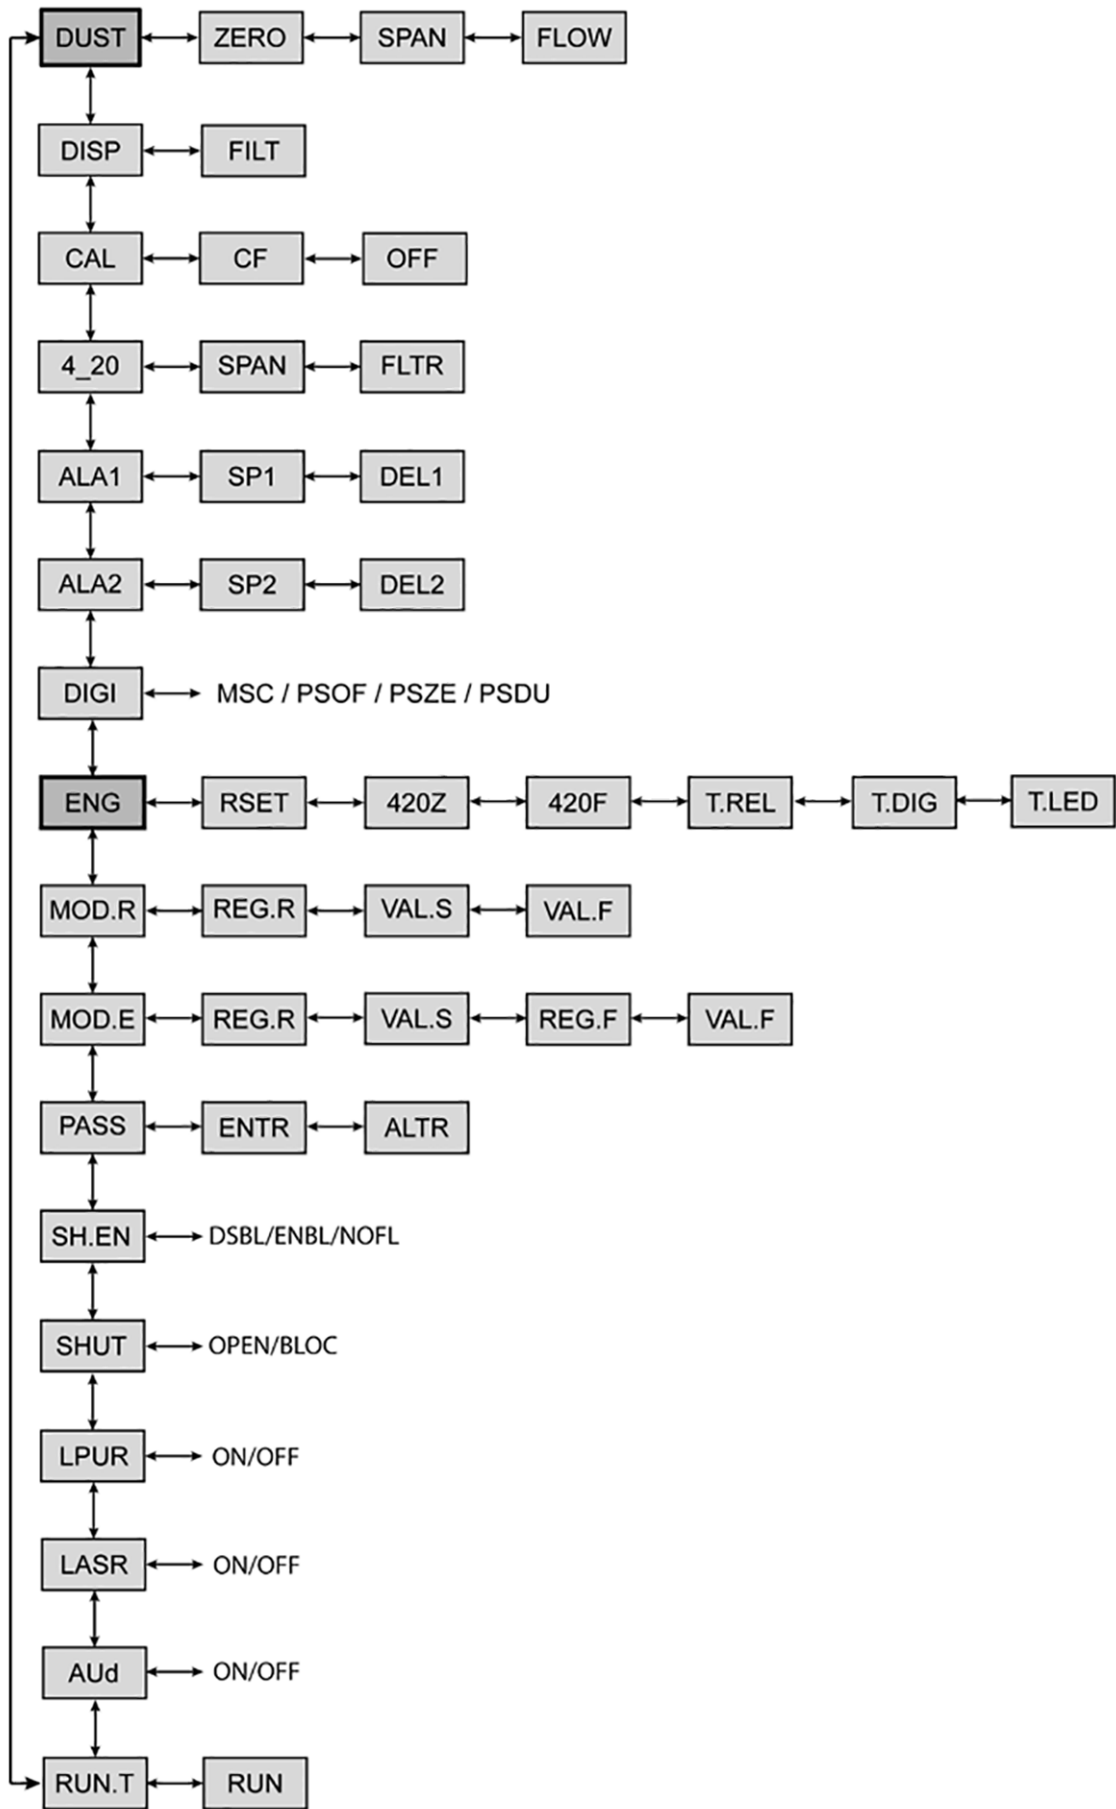 DUST ZERO SPAN FLOW
DISP FILT
CAL CF OFF
4_20 SPAN FLTR
ALA1 SP1 DEL1
ALA2 SP2 DEL2
DIGI MSC / PSOF / PSZE / PSDU
ENG RSET 420Z 420F T.REL T.DIG T.LED
MOD.R REG.R VAL.S VAL.F
MOD.E REG.R VAL.S REG.F VAL.F
PASS ENTR ALTR
SH.EN DSBL/ENBL/NOFL
SHUT OPEN/BLOC
LPUR ON/OFF
LASR ON/OFF
AUd ON/OFF
RUN.T RUN